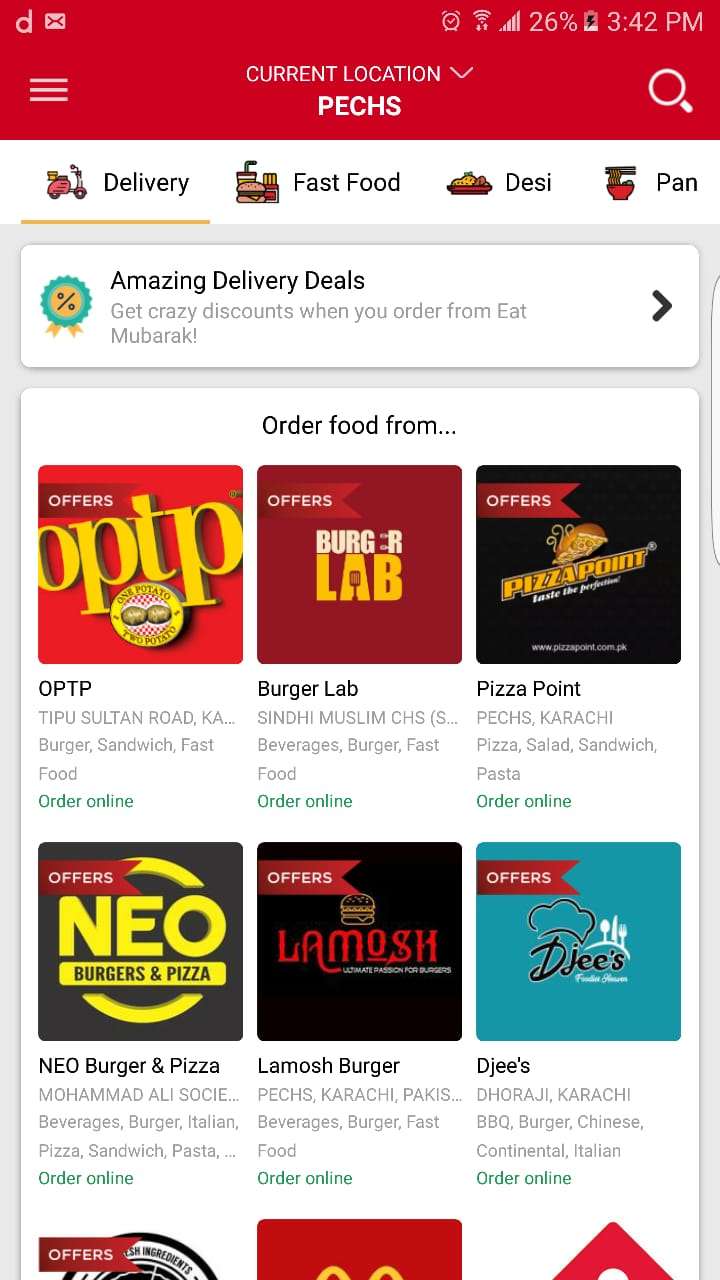 d 26% 3:42 PM
CURRENT LOCATION
PECHS
Delivery Fast Food Desi Pan
Amazing Delivery Deals
Get crazy discounts when you order from Eat
Mubarak!
Order food from...
OFFERS OFFERS OFFERS
optp
ONE POTATO
TWO POTATO
BURGER
LAB
PIZZA POINT®
taste the perfection!
www.pizzapoint.com.pk
OPTP Burger Lab Pizza Point
TIPU SULTAN ROAD, KA... SINDHI MUSLIM CHS (S... PECHS, KARACHI
Burger, Sandwich, Fast Beverages, Burger, Fast Pizza, Salad, Sandwich,
Food Food Pasta
Order online Order online Order online
OFFERS OFFERS OFFERS
NEO
BURGERS & PIZZA
LAMOSH
ULTIMATE PASSION FOR BURGERS
Djee's
Foodies Heaven
NEO Burger & Pizza Lamosh Burger Djee's
MOHAMMAD ALI SOCIE... PECHS, KARACHI, PAKIS... DHORAJI, KARACHI
Beverages, Burger, Italian, Beverages, Burger, Fast BBQ, Burger, Chinese,
Pizza, Sandwich, Pasta, ... Food Continental, Italian
Order online Order online Order online
OFFERS
ESH INGREDIENTS